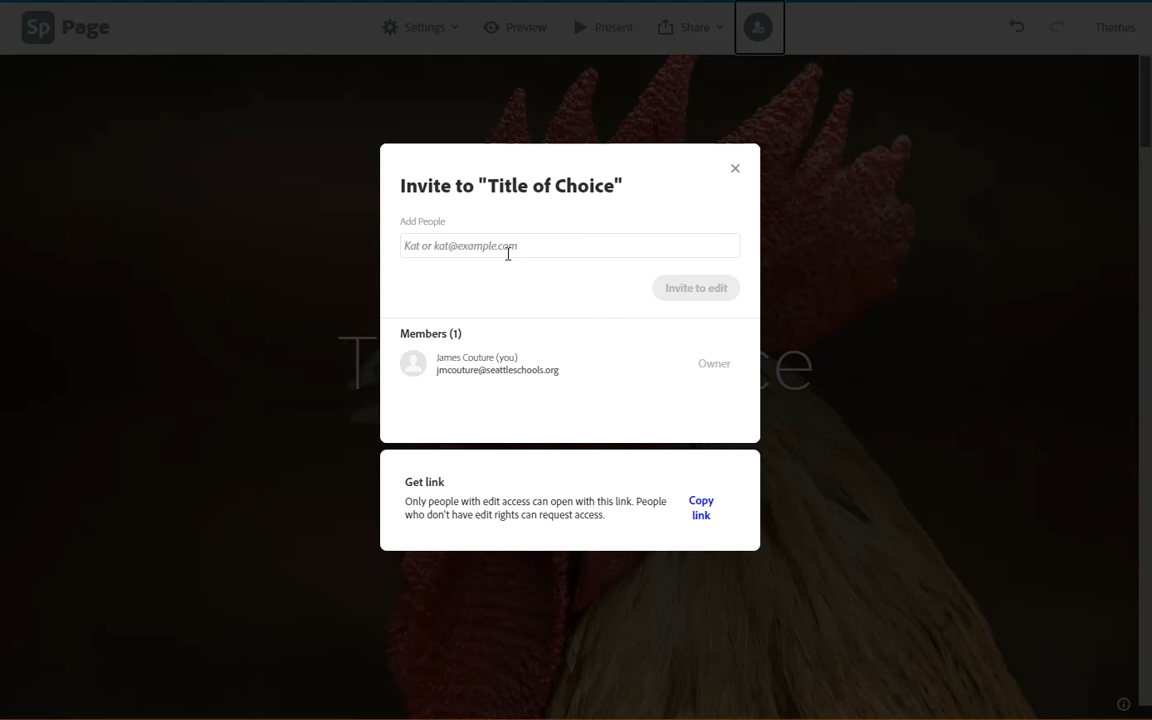 Sp Page
Settings
Preview
Present
Share
Themes
Invite to "Title of Choice"
Add People
Kat or kat@example.com
Invite to edit
Members (1)
James Couture (you)
jmcouture@seattleschools.org
Owner
Get link
Only people with edit access can open with this link. People
who don't have edit rights can request access.
Copy
link